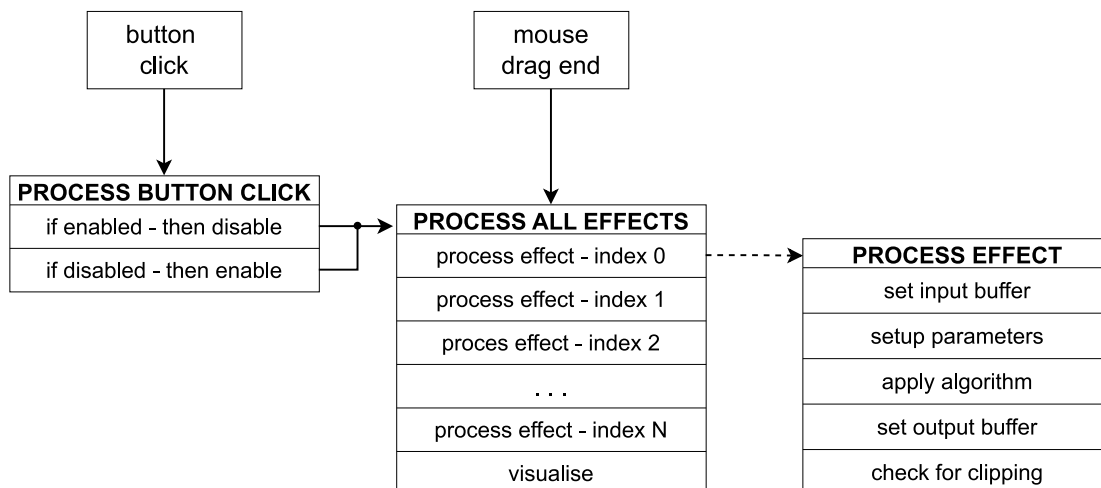 button
click
mouse
drag end
PROCESS BUTTON CLICK
if enabled - then disable
if disabled - then enable
PROCESS ALL EFFECTS
process effect - index 0
process effect - index 1
proces effect - index 2
. . .
process effect - index N
visualise
PROCESS EFFECT
set input buffer
setup parameters
apply algorithm
set output buffer
check for clipping